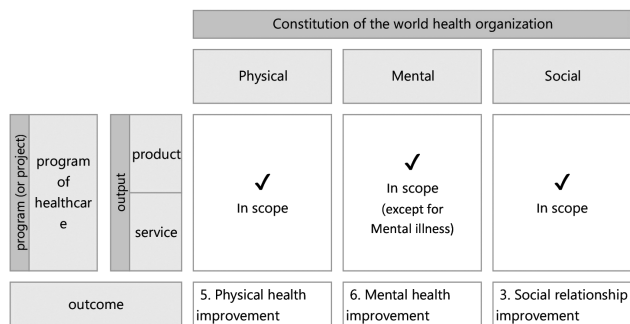 Constitution of the world health organization
Physical
Mental
Social
program (or project)
program
of
healthcar
e
output
product
service
✓
In scope
✓
In scope
(except for
Mental illness)
✓
In scope
outcome
5. Physical health
improvement
6. Mental health
improvement
3. Social relationship
improvement